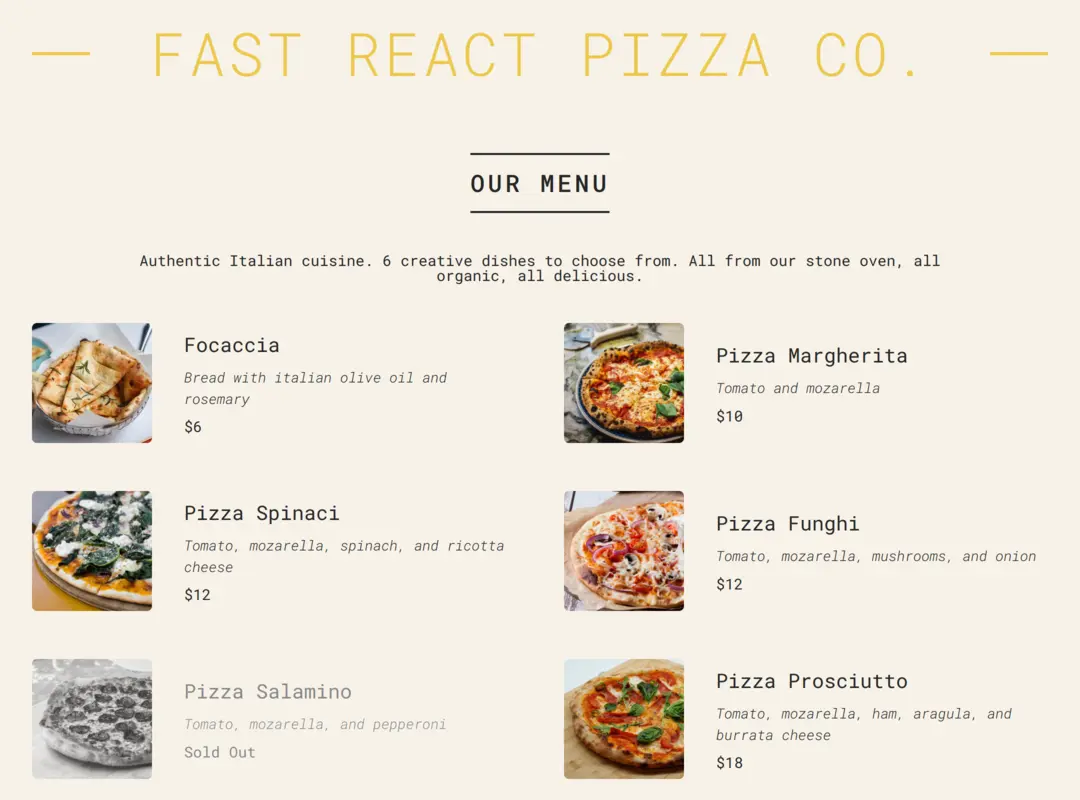 FAST REACT PIZZA CO.
OUR MENU
Authentic Italian cuisine. 6 creative dishes to choose from. All from our stone oven, all
organic, all delicious.
Focaccia
Bread with italian olive oil and
rosemary
$6
Pizza Margherita
Tomato and mozarella
$10
Pizza Spinaci
Tomato, mozarella, spinach, and ricotta
cheese
$12
Pizza Funghi
Tomato, mozarella, mushrooms, and onion
$12
Pizza Salamino
Tomato, mozarella, and pepperoni
Sold Out
Pizza Prosciutto
Tomato, mozarella, ham, aragula, and
burrata cheese
$18